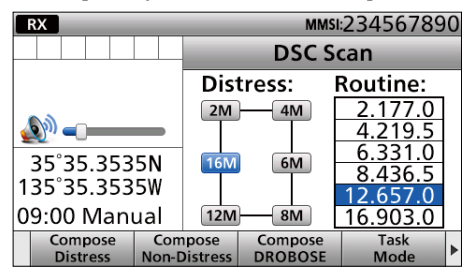 RX MMSI:234567890
DSC Scan
Distress: Routine:
2M 4M
16M 6M
12M 8M
2.177.0
4.219.5
6.331.0
8.436.5
12.657.0
16.903.0
35°35.3535N
135°35.3535W
09:00 Manual
Compose Distress
Compose Non-Distress
Compose DROBOSE
Task Mode